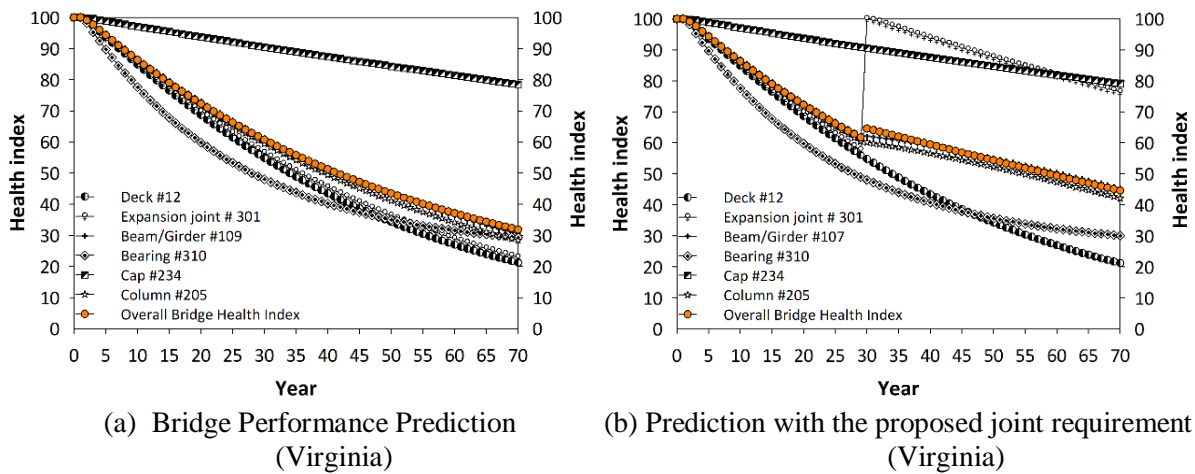 100
90
80
70
60
50
40
30
20
10
0
Health index
Deck #12
Expansion joint # 301
Beam/Girder #109
Bearing #310
Cap #234
Column #205
Overall Bridge Health Index
100
90
80
70
60
50
40
30
20
10
0
Health index
0 5 10 15 20 25 30 35 40 45 50 55 60 65 70
Year
(a) Bridge Performance Prediction
(Virginia)
100
90
80
70
60
50
40
30
20
10
0
Health index
Deck #12
Expansion joint # 301
Beam/Girder #107
Bearing #310
Cap #234
Column #205
Overall Bridge Health Index
100
90
80
70
60
50
40
30
20
10
0
Health index
0 5 10 15 20 25 30 35 40 45 50 55 60 65 70
Year
(b) Prediction with the proposed joint requirement
(Virginia)